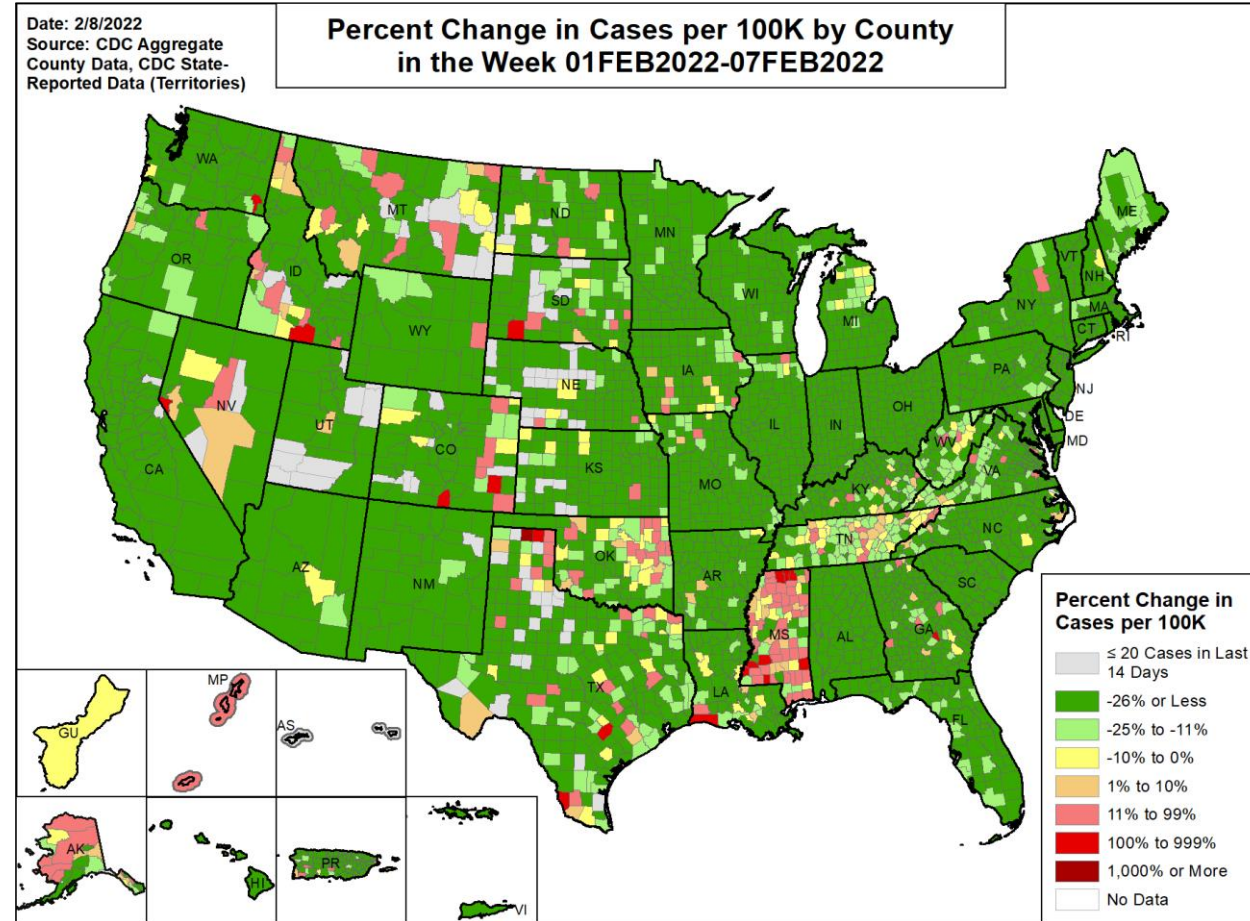 Date: 2/8/2022
Source: CDC Aggregate
County Data, CDC State-
Reported Data (Territories)
Percent Change in Cases per 100K by County
in the Week 01FEB2022-07FEB2022
WA
MT
ND
MN
ME
OR
ID
SD
WI
MI
VT
NH
NY
MA
CT
RI
WY
IA
PA
NJ
NE
NV
UT
CO
IL
IN
OH
DE
MD
WV
VA
CA
KS
MO
KY
NC
TN
OK
AR
SC
AZ
NM
MS
AL
GA
TX
LA
FL
GU
MP
AS
AK
HI
PR
VI
Percent Change in
Cases per 100K
≤ 20 Cases in Last
14 Days
-26% or Less
-25% to -11%
-10% to 0%
1% to 10%
11% to 99%
100% to 999%
1,000% or More
No Data